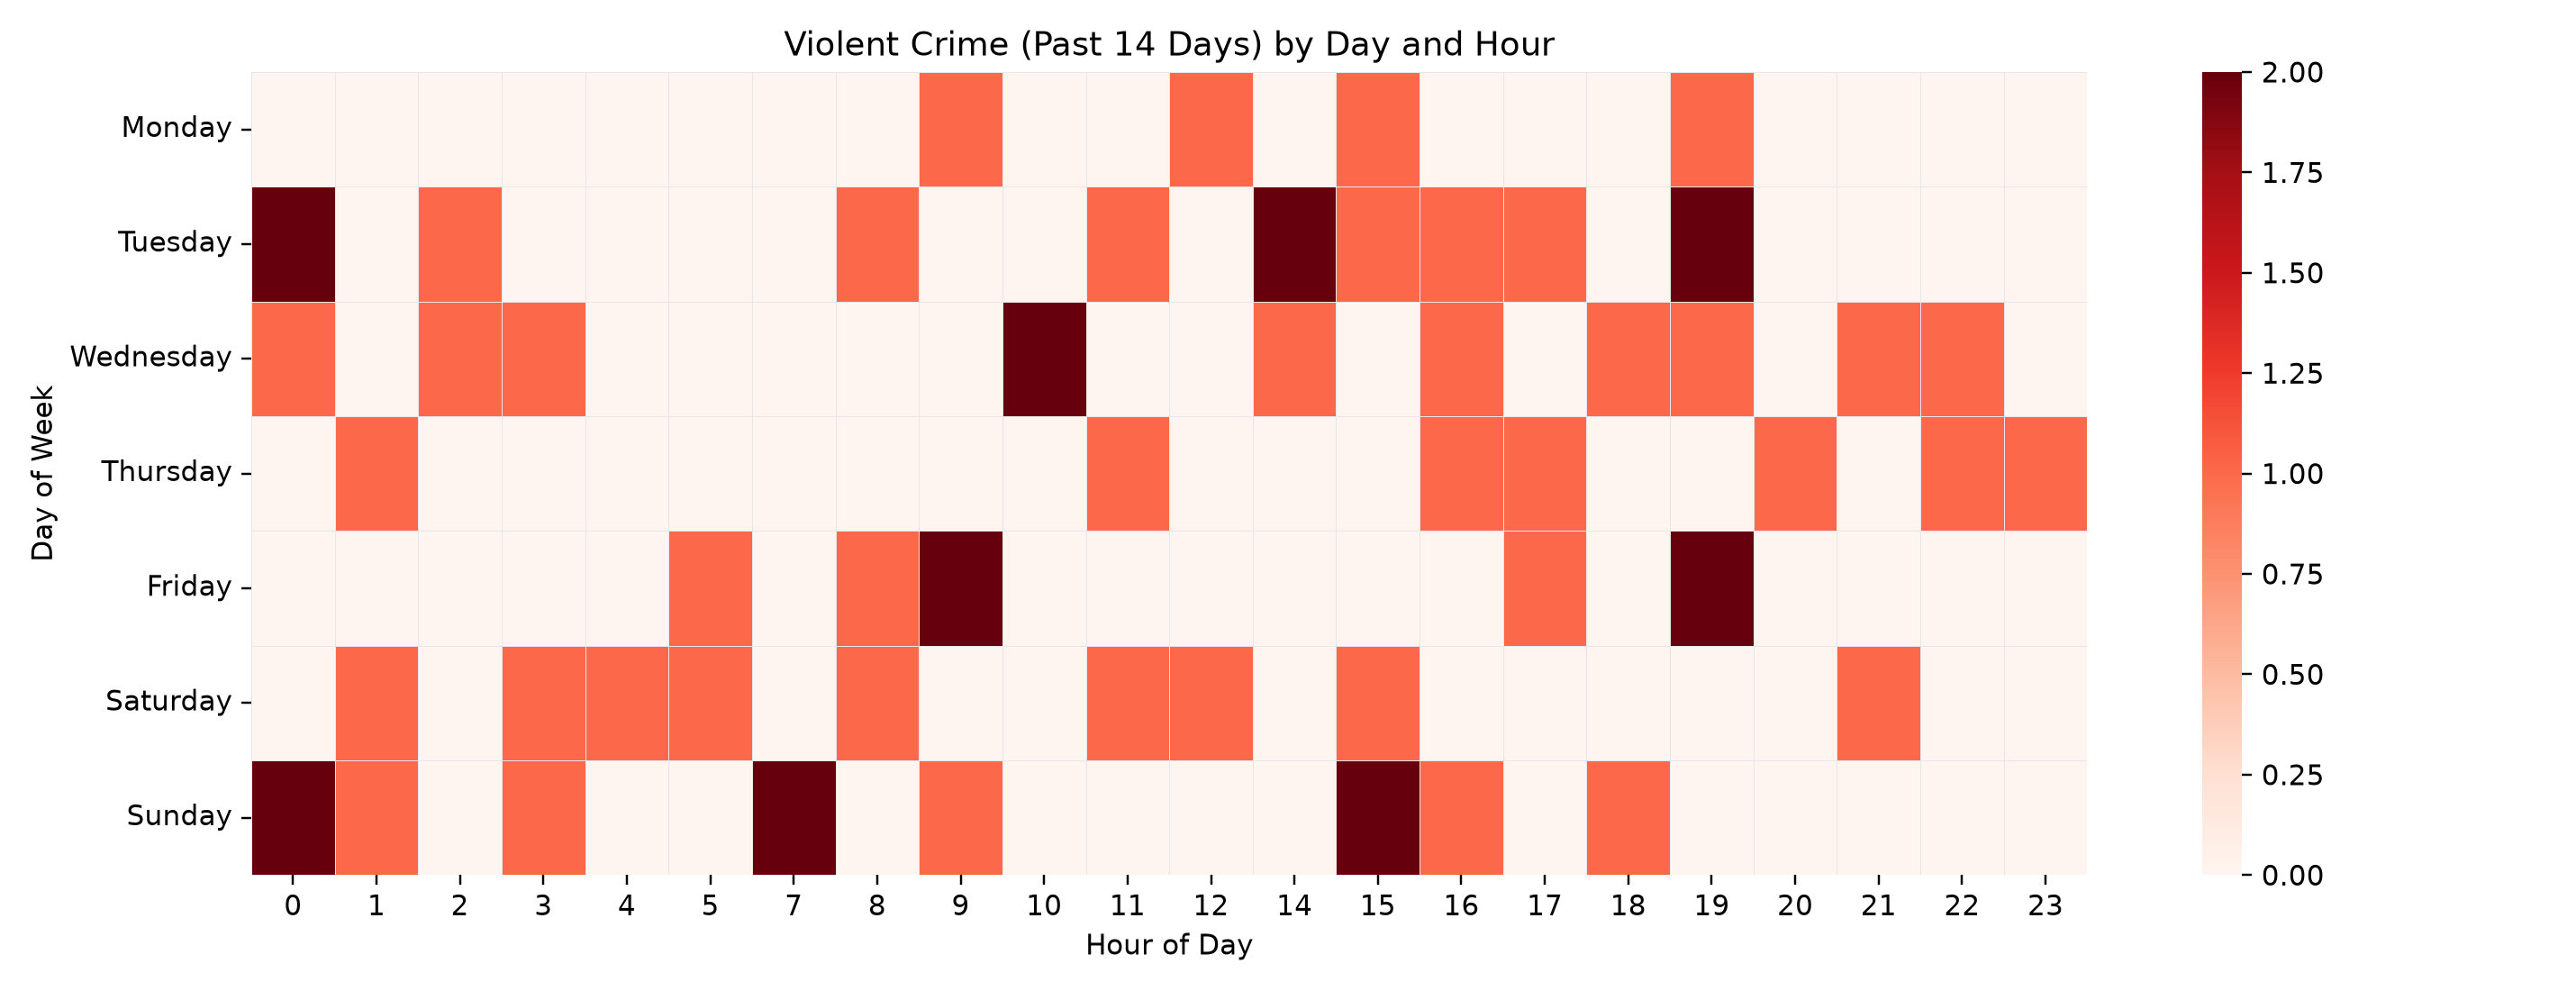 Violent Crime (Past 14 Days) by Day and Hour
Day of Week
Monday
Tuesday
Wednesday
Thursday
Friday
Saturday
Sunday
0 1 2 3 4 5 7 8 9 10 11 12 14 15 16 17 18 19 20 21 22 23
Hour of Day
2.00
1.75
1.50
1.25
1.00
0.75
0.50
0.25
0.00